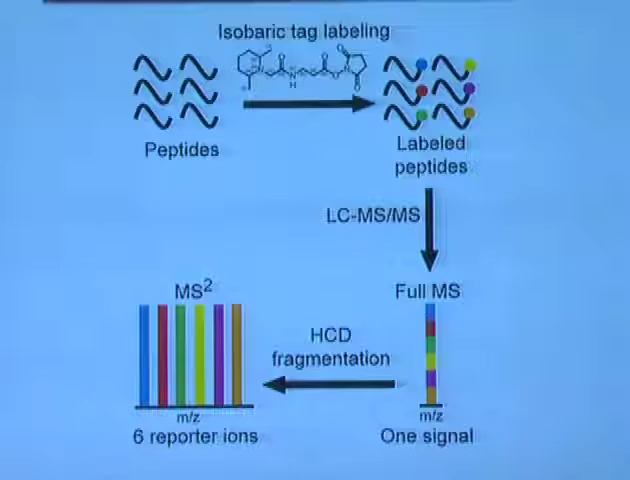 Isobaric tag labeling
Peptides
Labeled
peptides
LC-MS/MS
MS²
Full MS
HCD
fragmentation
m/z
m/z
6 reporter ions
One signal